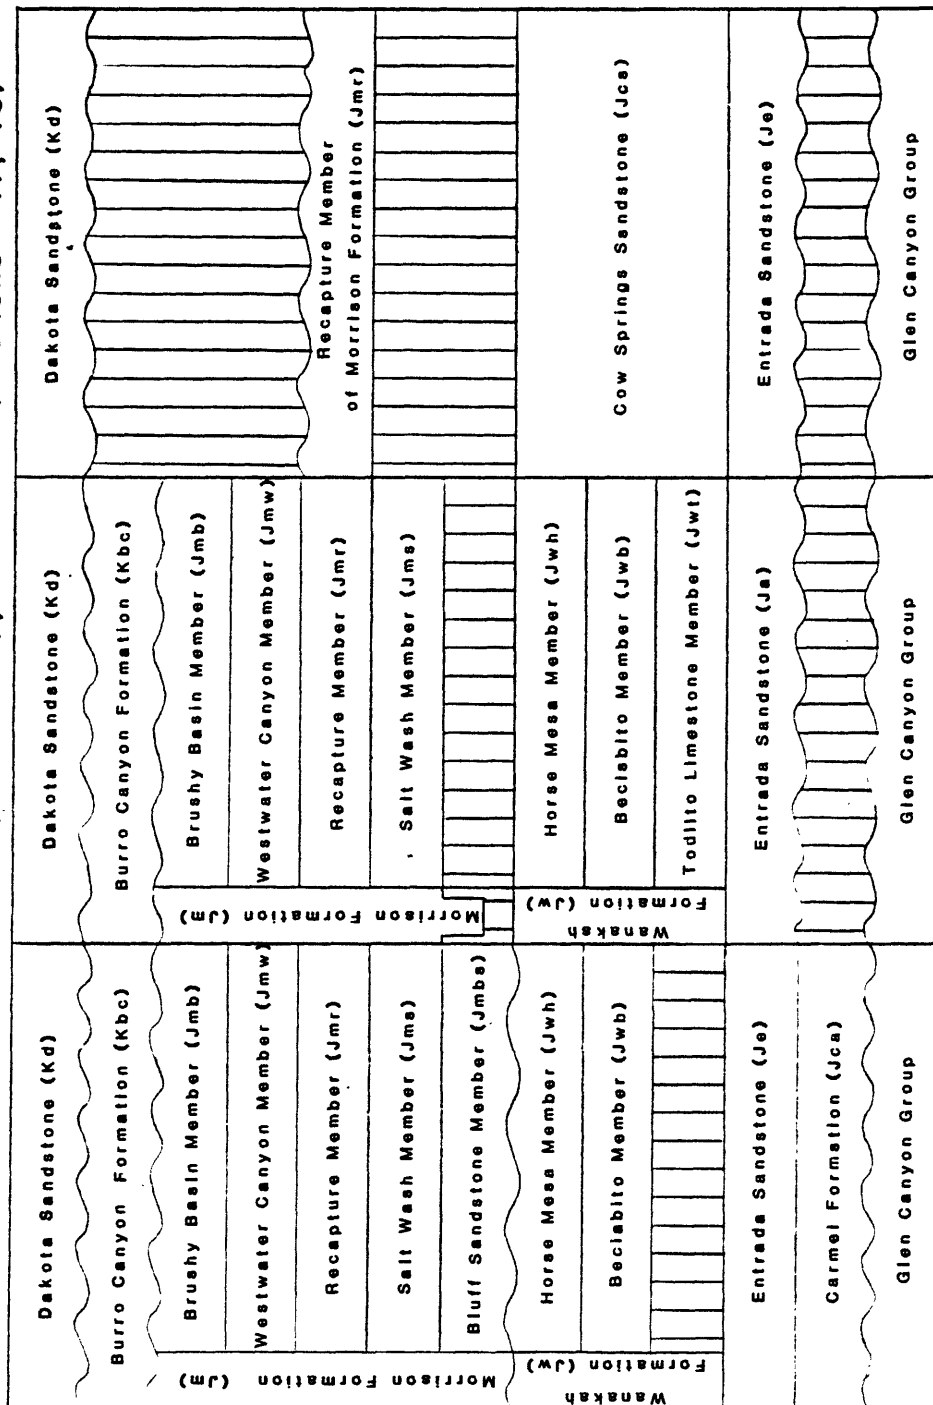 Dakota Sandstone (Kd)
Burro Canyon Formation (Kbc)
Morrison Formation (Jm)
Brushy Basin Member (Jmb)
Westwater Canyon Member (Jmw)
Recapture Member (Jmr)
Salt Wash Member (Jms)
Bluff Sandstone Member (Jmbs)
Wanakah
Formation (Jw)
Horse Mesa Member (Jwh)
Beclabito Member (Jwb)
Entrada Sandstone (Je)
Carmel Formation (Jca)
Glen Canyon Group
Dakota Sandstone (Kd)
Burro Canyon Formation (Kbc)
Morrison Formation (Jm)
Brushy Basin Member (Jmb)
Westwater Canyon Member (Jmw)
Recapture Member (Jmr)
Salt Wash Member (Jms)
Wanakah
Formation (Jw)
Horse Mesa Member (Jwh)
Beclabito Member (Jwb)
Todilto Limestone Member (Jwt)
Entrada Sandstone (Je)
Glen Canyon Group
Dakota Sandstone (Kd)
Recapture Member
of Morrison Formation (Jmr)
Cow Springs Sandstone (Jcs)
Entrada Sandstone (Je)
Glen Canyon Group